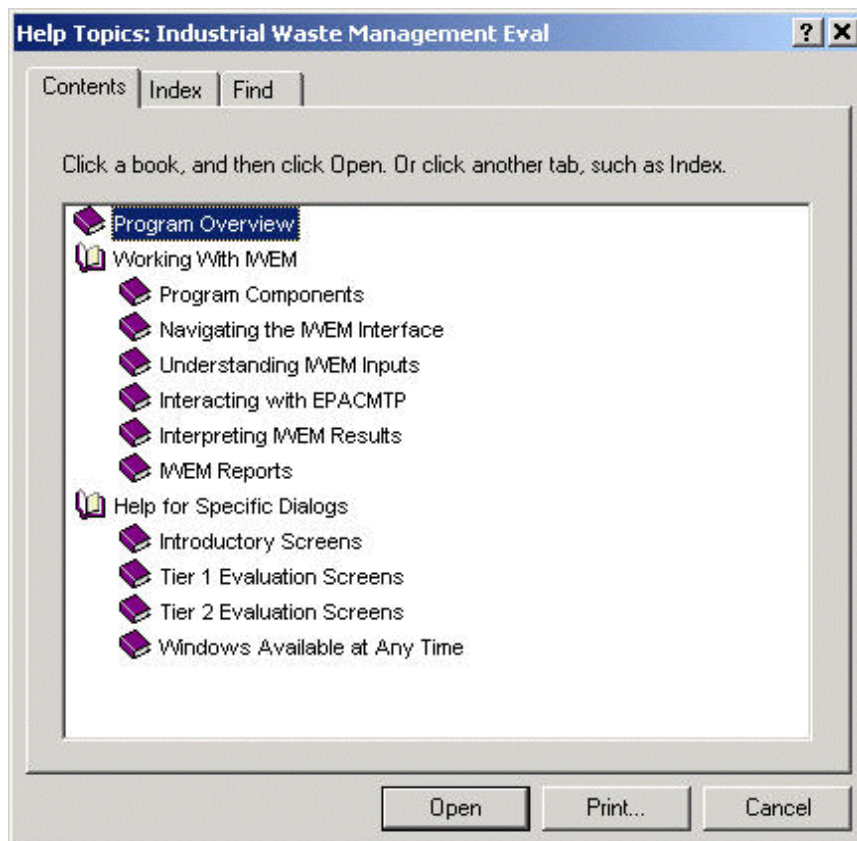 Help Topics: Industrial Waste Management Eval
Contents Index Find
Click a book, and then click Open. Or click another tab, such as Index.
Program Overview
Working With IWEM
Program Components
Navigating the IWEM Interface
Understanding IWEM Inputs
Interacting with EPACMTP
Interpreting IWEM Results
IWEM Reports
Help for Specific Dialogs
Introductory Screens
Tier 1 Evaluation Screens
Tier 2 Evaluation Screens
Windows Available at Any Time
Open Print... Cancel